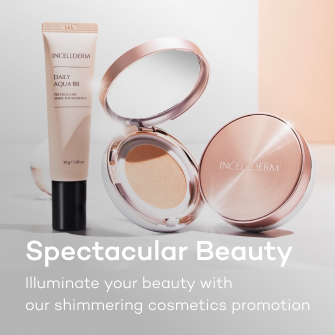 INCELLDERM
DAILY
AQUA BB
INCELLDERM
Spectacular Beauty
Illuminate your beauty with
our shimmering cosmetics promotion